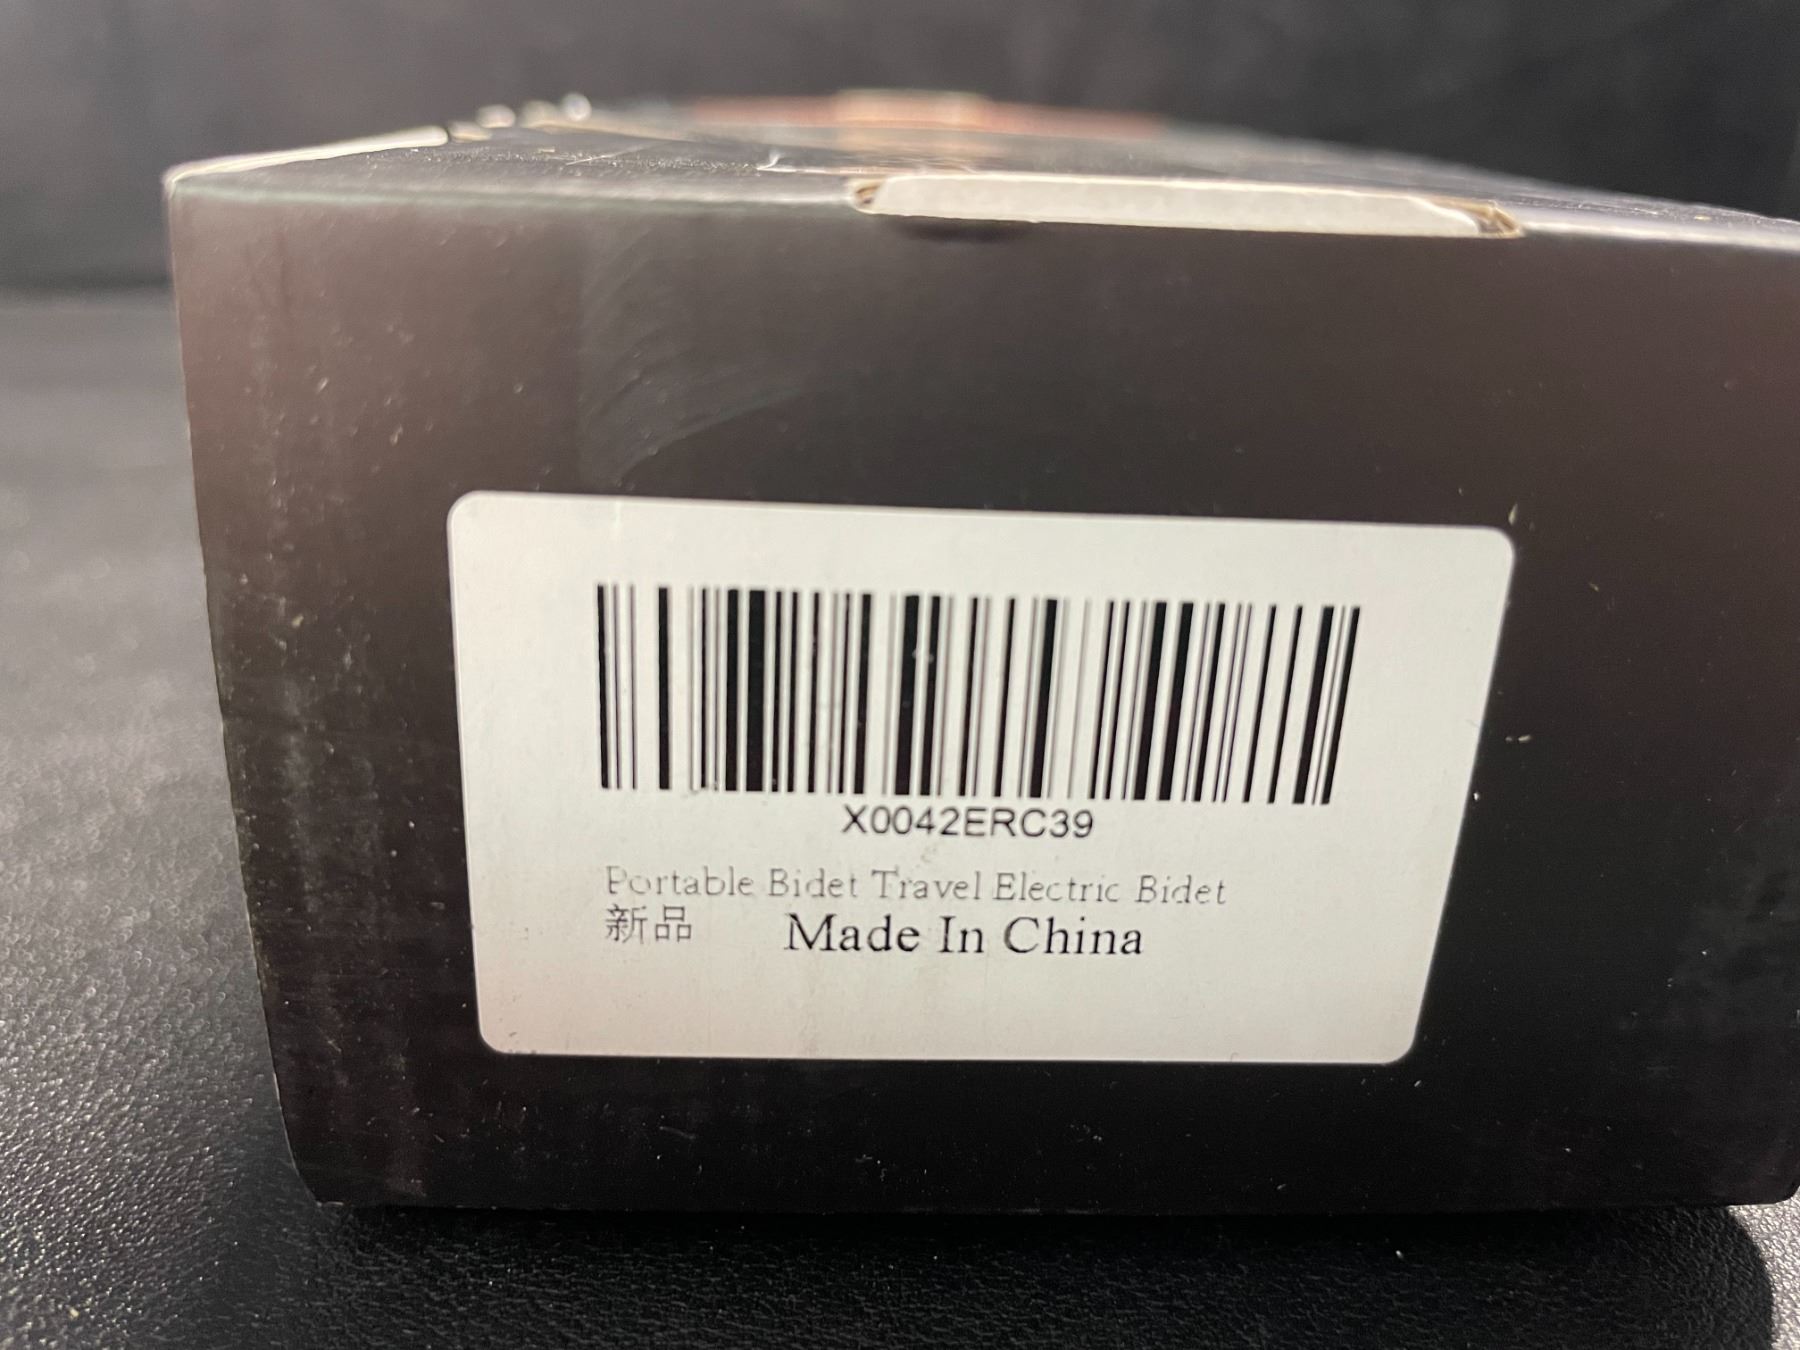 X0042ERC39
Portable Bidet Travel Electric Bidet
新品 Made In China